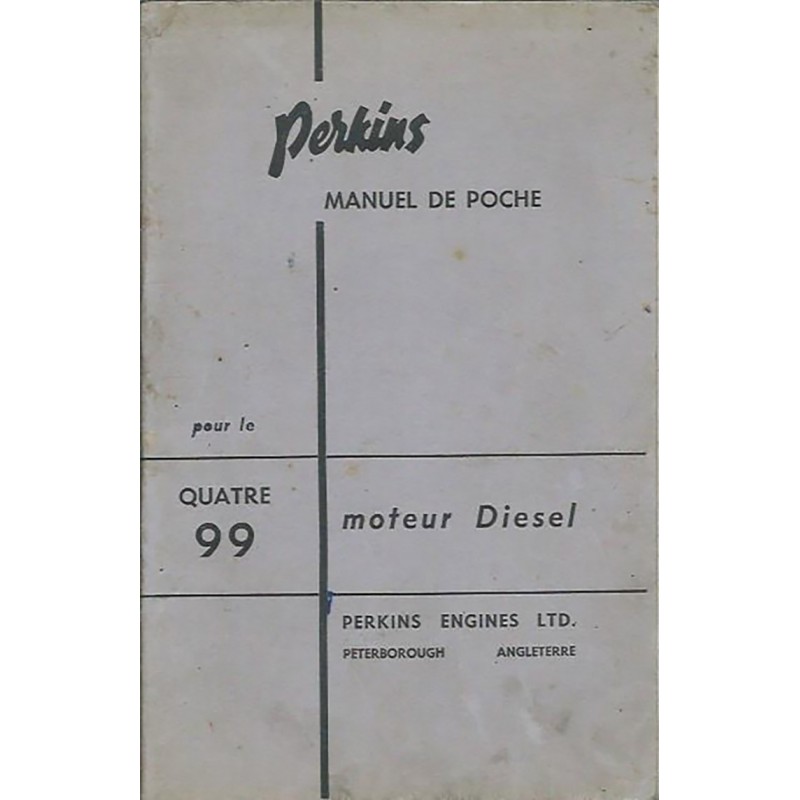 Perkins
MANUEL DE POCHE
pour le
QUATRE
99
moteur Diesel
PERKINS ENGINES LTD.
PETERBOROUGH ANGLETERRE